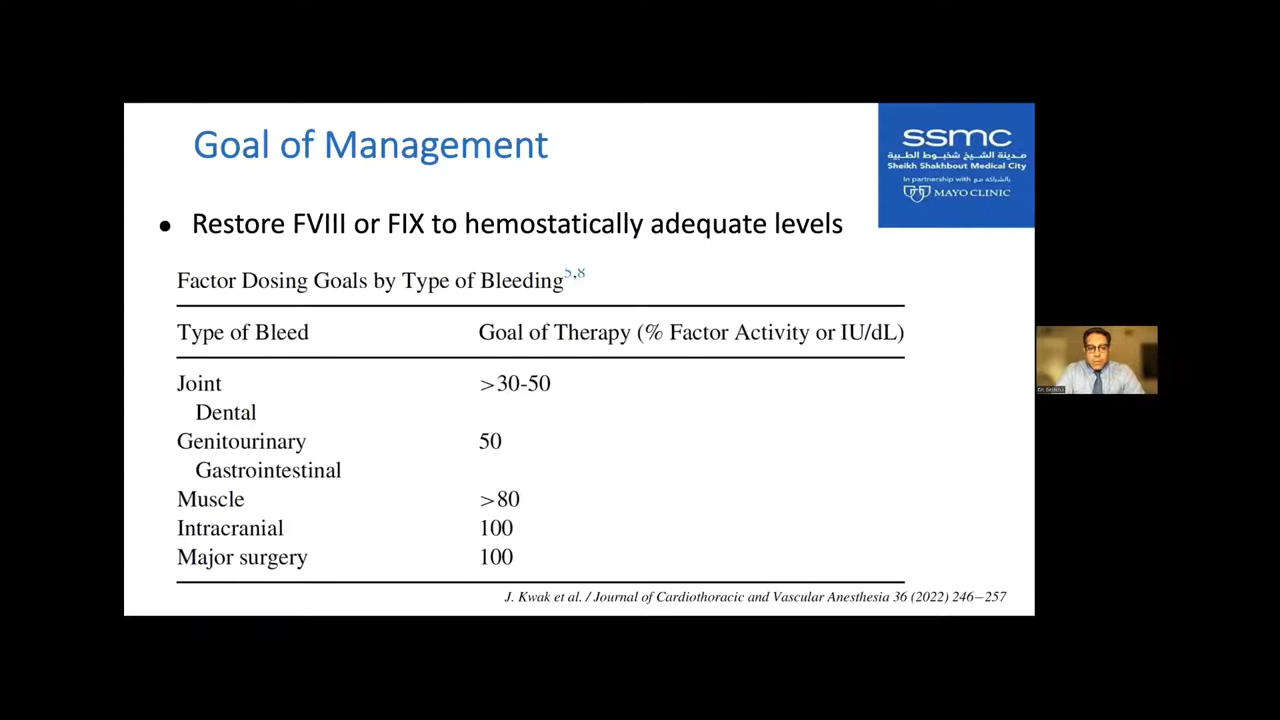 Goal of Management
ssmc
مدينة الشيخ شخبوط الطبية
Sheikh Shakhbout Medical City
In partnership with بالشراكة مع
MAYO CLINIC
• Restore FVIII or FIX to hemostatically adequate levels
Factor Dosing Goals by Type of Bleeding5,8
Type of Bleed Goal of Therapy (% Factor Activity or IU/dL)
Joint >30-50
Dental
Genitourinary 50
Gastrointestinal
Muscle >80
Intracranial 100
Major surgery 100
J. Kwak et al. / Journal of Cardiothoracic and Vascular Anesthesia 36 (2022) 246–257